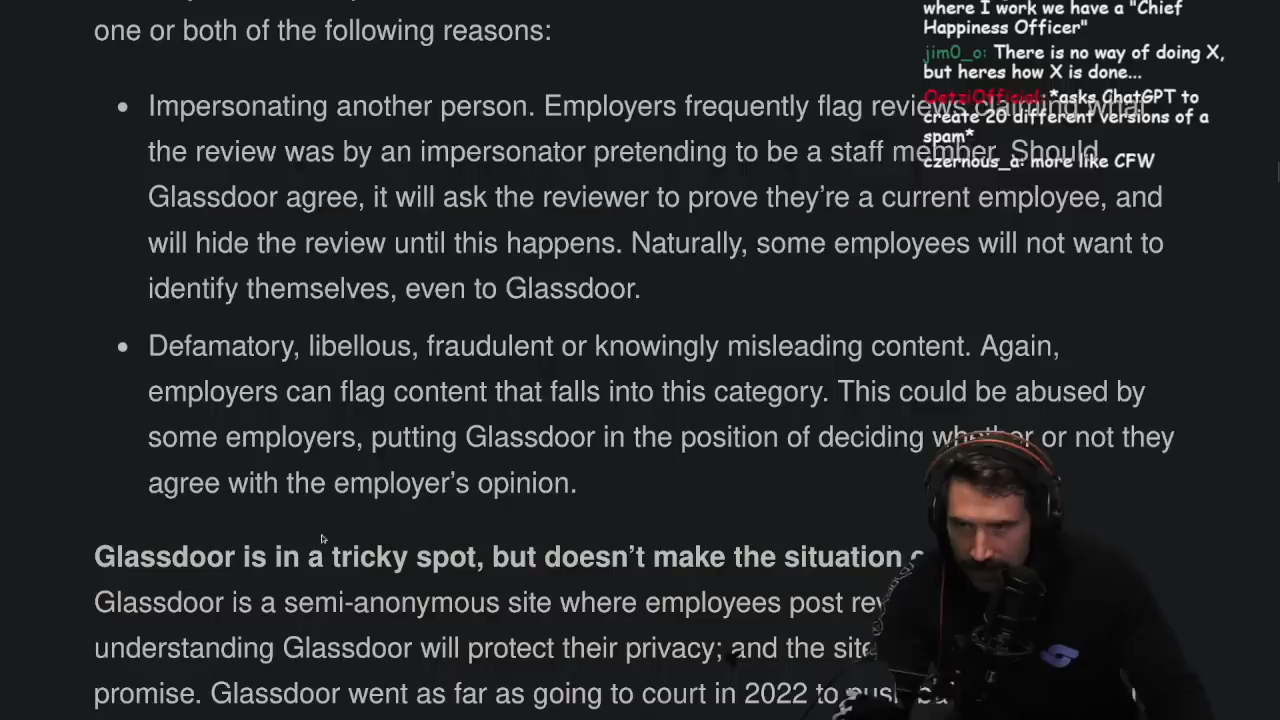 one or both of the following reasons:
Impersonating another person. Employers frequently flag reviews claiming
the review was by an impersonator pretending to be a staff member. Should
Glassdoor agree, it will ask the reviewer to prove they’re a current employee, and
will hide the review until this happens. Naturally, some employees will not want to
identify themselves, even to Glassdoor.
Defamatory, libellous, fraudulent or knowingly misleading content. Again,
employers can flag content that falls into this category. This could be abused by
some employers, putting Glassdoor in the position of deciding whether or not they
agree with the employer’s opinion.
Glassdoor is in a tricky spot, but doesn’t make the situation
Glassdoor is a semi-anonymous site where employees post
understanding Glassdoor will protect their privacy; and the site
promise. Glassdoor went as far as going to court in 2022 to
where I work we have a "Chief
Happiness Officer"
jim0_o: There is no way of doing X,
but heres how X is done...
OetziOfficial: *asks ChatGPT to
create 20 different versions of a
spam*
czernous_a: more like CFW